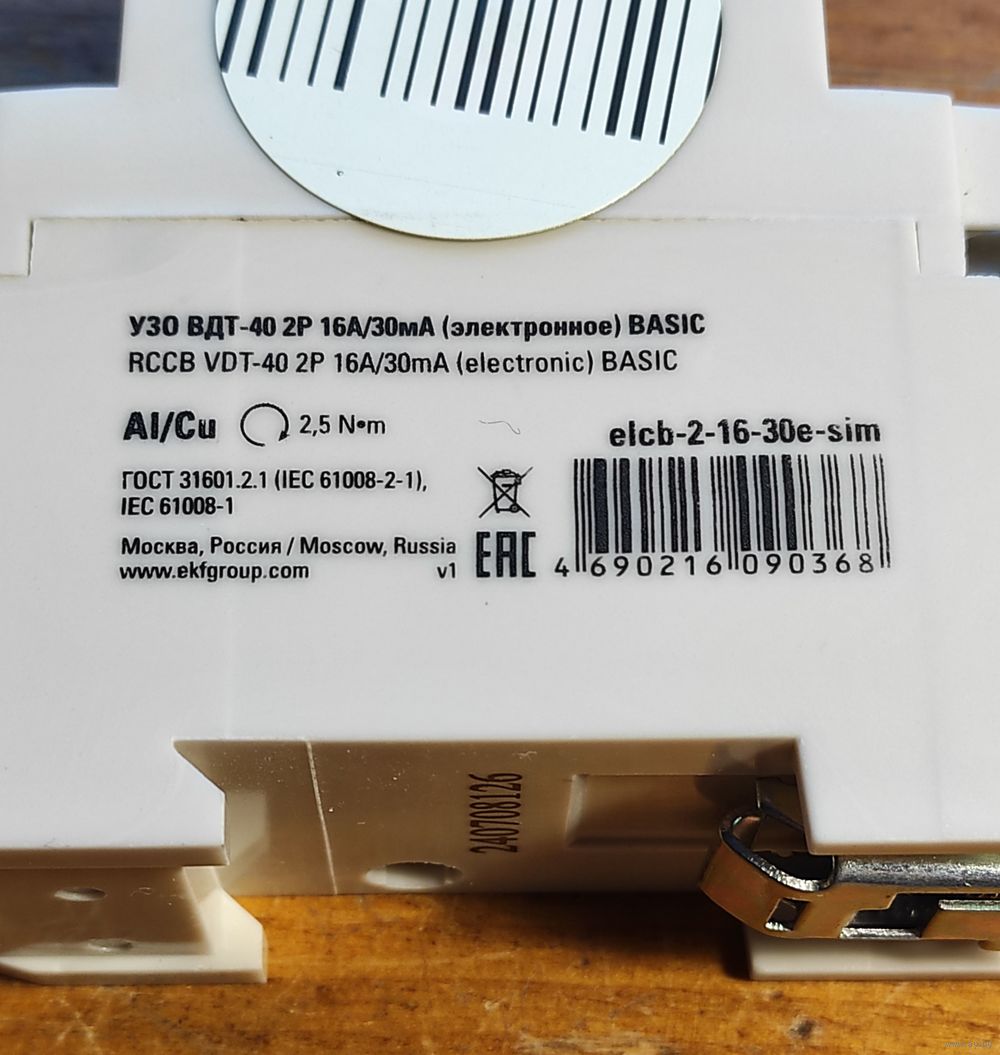 УЗО ВДТ-40 2P 16А/30мА (электронное) BASIC
RCCB VDT-40 2P 16A/30mA (electronic) BASIC
Al/Cu 2,5 N•m
elcb-2-16-30e-sim
ГОСТ 31601.2.1 (IEC 61008-2-1),
IEC 61008-1
Москва, Россия / Moscow, Russia
www.ekfgroup.com v1
EAC
4 690216 090368
240708126